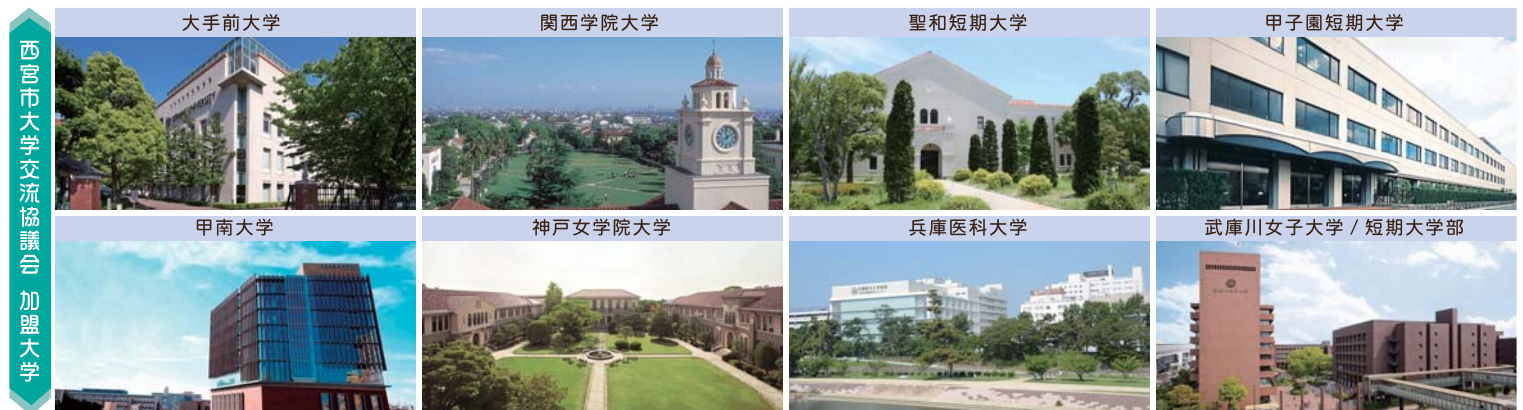 西宮市大学交流協議会 加盟大学
大手前大学
関西学院大学
聖和短期大学
甲子園短期大学
甲南大学
神戸女学院大学
兵庫医科大学
武庫川女子大学 / 短期大学部